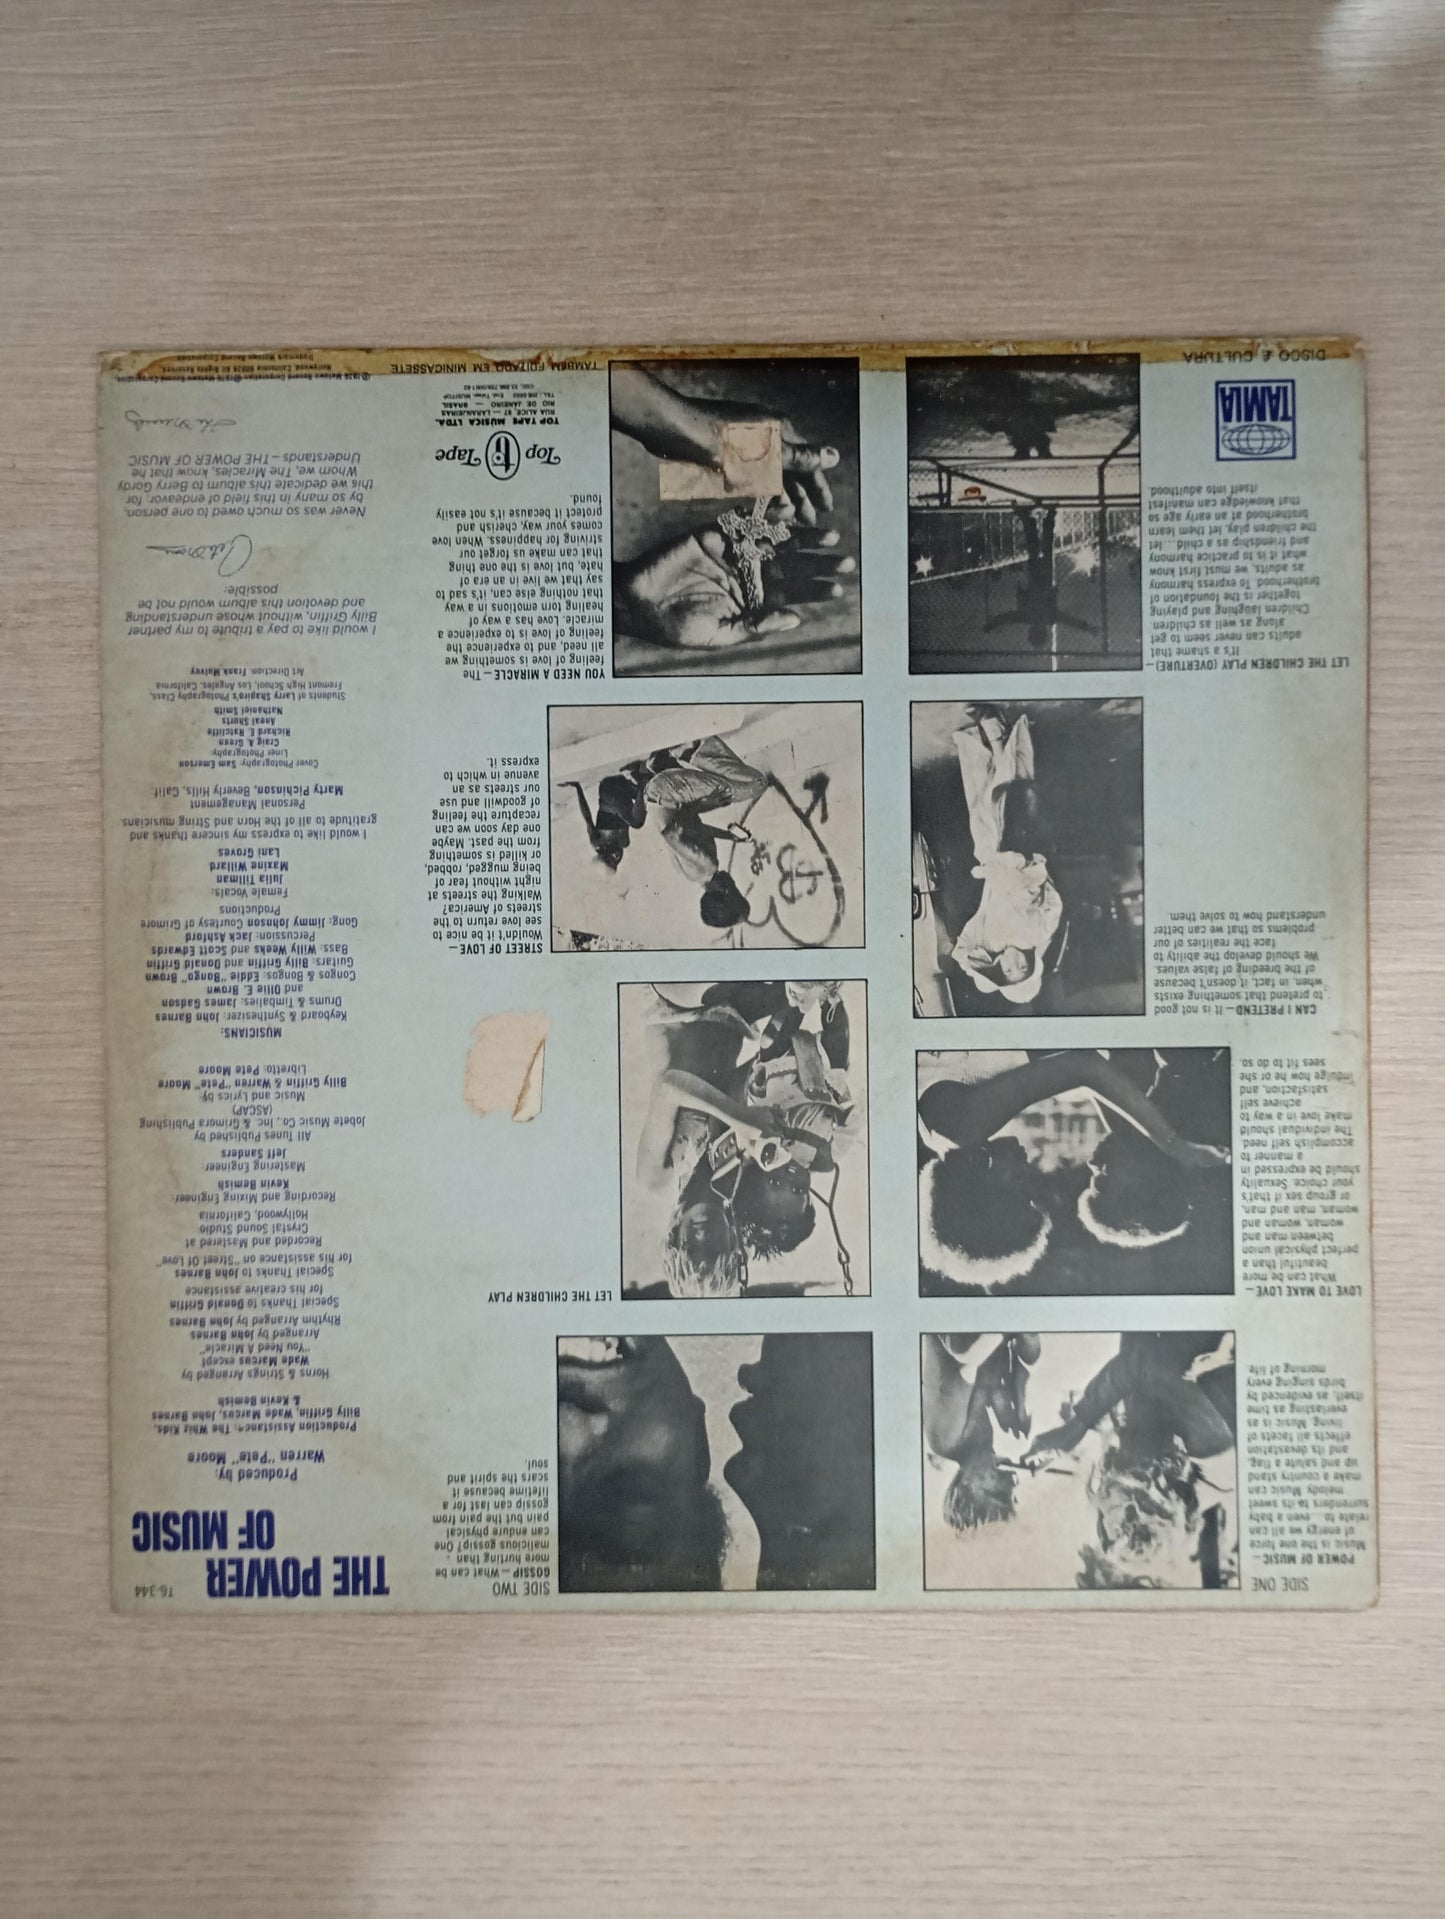 SIDE ONE
POWER OF MUSIC—
Music is the one force
of energy we all can
relate to... even a baby
surrenders to its sweet
melody. Music can
make a country stand
up and salute a flag,
and its devastation
effects all facets of
living. Music is as
everlasting as time
itself, as evidenced by
birds singing every
morning of life.
LOVE TO MAKE LOVE—
What can be more
beautiful than a
perfect physical union
between man and
woman, woman and
woman, man and man,
or group sex if that's
your choice. Sexuality
should be expressed in
a manner to
accomplish self need.
The individual should
make love in a way to
achieve self
satisfaction, and
indulge how he or she
sees fit to do so.
CAN I PRETEND—It is not good
to pretend that something exists
when, in fact, it doesn't because
of the breeding of false values.
We should develop the ability to
face the realities of our
problems so that we can better
understand how to solve them.
LET THE CHILDREN PLAY (OVERTURE)—
It's a shame that
adults can never seem to get
along as well as children.
Children laughing and playing
together is the foundation of
brotherhood. To express harmony
as adults, we must first know
what it is to practice harmony
and friendship as a child... let
the children play, let them learn
brotherhood at an early age so
that knowledge can manifest
itself into adulthood.
TAMLA
DISCO É CULTURA
SIDE TWO
GOSSIP—What can be
more hurting than
malicious gossip? One
can endure physical
pain but the pain from
gossip can last for a
lifetime because it
scars the spirit and
soul.
LET THE CHILDREN PLAY
STREET OF LOVE—
Wouldn't it be nice to
see love return to the
streets of America?
Walking the streets at
night without fear of
being mugged, robbed,
or killed is something
from the past. Maybe
one day soon we can
recapture the feeling
of goodwill and use
our streets as an
avenue in which to
express it.
YOU NEED A MIRACLE—The
feeling of love is something we
all need, and to experience the
feeling of love is to experience a
miracle. Love has a way of
healing torn emotions in a way
that nothing else can, it's sad to
say that we live in an era of
hate, but love is the one thing
that can make us forget our
striving for happiness. When love
comes your way, cherish and
protect it because it's not easily
found.
Top Tape
TOP TAPE MÚSICA LTDA.
RUA ALICE, 87 — LARANJEIRAS
RIO DE JANEIRO — BRASIL
TAMBÉM EDITADO EM MINICASSETE
T6-344
THE POWER
OF MUSIC
Produced by:
Warren "Pete" Moore
Production Assistance: The Whiz Kids,
Billy Griffin, Wade Marcus, John Barnes
& Kevin Bemish
Horns & Strings Arranged by
Wade Marcus except
"You Need A Miracle"
Arranged by John Barnes
Rhythm Arranged by John Barnes
Special Thanks to Donald Griffin
for his creative assistance
Special Thanks to John Barnes
for his assistance on "Street Of Love"
Recorded and Mastered at
Crystal Sound Studio
Hollywood, California
Recording and Mixing Engineer:
Kevin Bemish
Mastering Engineer:
Jeff Sanders
All Tunes Published by
Jobete Music Co., Inc. & Grimora Publishing
(ASCAP)
Music and Lyrics by:
Billy Griffin & Warren "Pete" Moore
Libretto: Pete Moore
MUSICIANS:
Keyboard & Synthesizer: John Barnes
Drums & Timbalies: James Gadson
and Ollie E. Brown
Congos & Bongos: Eddie "Bongo" Brown
Guitars: Billy Griffin and Donald Griffin
Bass: Willy Weeks and Scott Edwards
Percussion: Jack Ashford
Gong: Jimmy Johnson Courtesy of Grimore
Productions
Female Vocals:
Julia Tillman
Maxine Willard
Lani Groves
I would like to express my sincere thanks and
gratitude to all of the Horn and String musicians.
Personal Management
Marty Pichinson, Beverly Hills, Calif.
Cover Photography: Sam Emerson
Liner Photography:
Craig A. Green
Richard E. Ratcliffe
Aneal Shorts
Nathaniel Smith
Students of Larry Shapiro's Photography Class,
Fremont High School, Los Angeles, California
Art Direction: Frank Mulvey
I would like to pay a tribute to my partner
Billy Griffin, without whose understanding
and devotion this album would not be
possible:
Pete Moore
Never was so much owed to one person,
by so many in this field of endeavor, for
this we dedicate this album to Berry Gordy
Whom we, The Miracles, know that he
Understands—THE POWER OF MUSIC
The Miracles
Hollywood, California 90028 All Rights Reserved
Trademark Motown Record Corporation